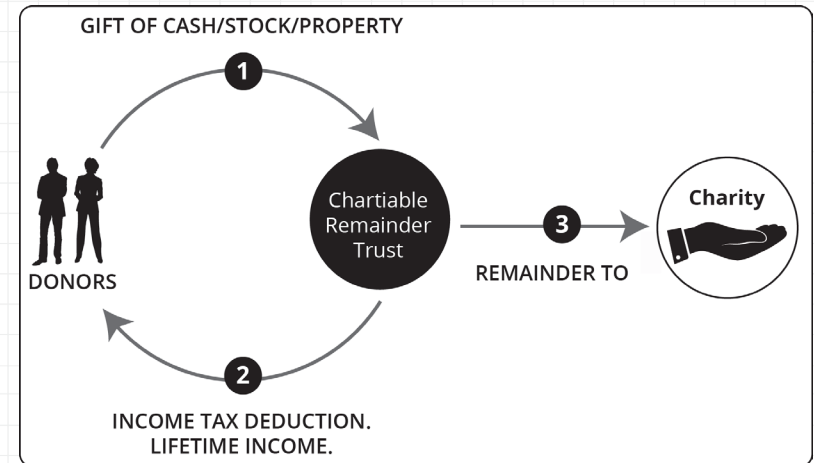 GIFT OF CASH/STOCK/PROPERTY
1
Chartiable
Remainder
Trust
DONORS
3
REMAINDER TO
Charity
2
INCOME TAX DEDUCTION.
LIFETIME INCOME.